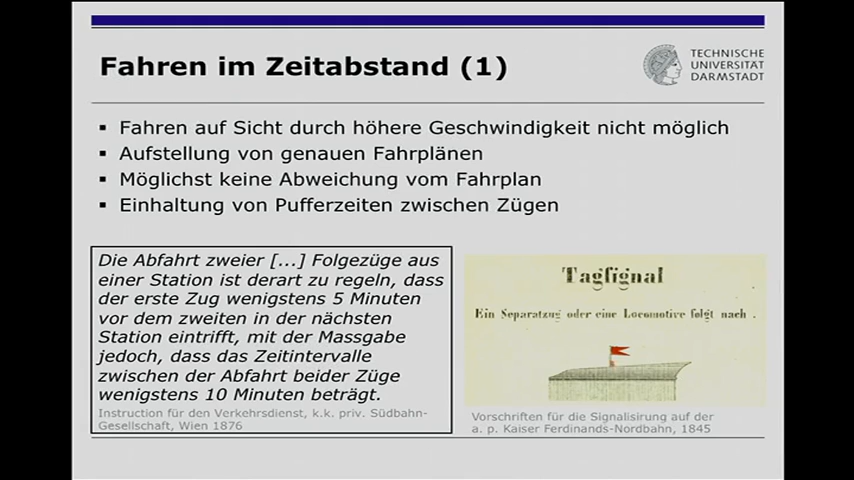 Fahren im Zeitabstand (1)
TECHNISCHE
UNIVERSITÄT
DARMSTADT
▪ Fahren auf Sicht durch höhere Geschwindigkeit nicht möglich
▪ Aufstellung von genauen Fahrplänen
▪ Möglichst keine Abweichung vom Fahrplan
▪ Einhaltung von Pufferzeiten zwischen Zügen
Die Abfahrt zweier [...] Folgezüge aus
einer Station ist derart zu regeln, dass
der erste Zug wenigstens 5 Minuten
vor dem zweiten in der nächsten
Station eintrifft, mit der Massgabe
jedoch, dass das Zeitintervalle
zwischen der Abfahrt beider Züge
wenigstens 10 Minuten beträgt.
Instruction für den Verkehrsdienst, k.k. priv. Südbahn-
Gesellschaft, Wien 1876
Tagsignal
Ein Separatzug oder eine Locomotive folgt nach .
Vorschriften für die Signalisirung auf der
a. p. Kaiser Ferdinands-Nordbahn, 1845